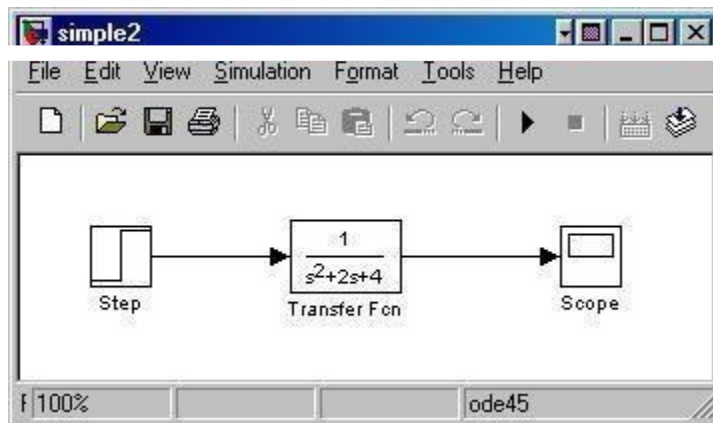 simple2
File Edit View Simulation Format Tools Help
1
s²+2s+4
Step
Transfer Fcn
Scope
F 100%
ode45